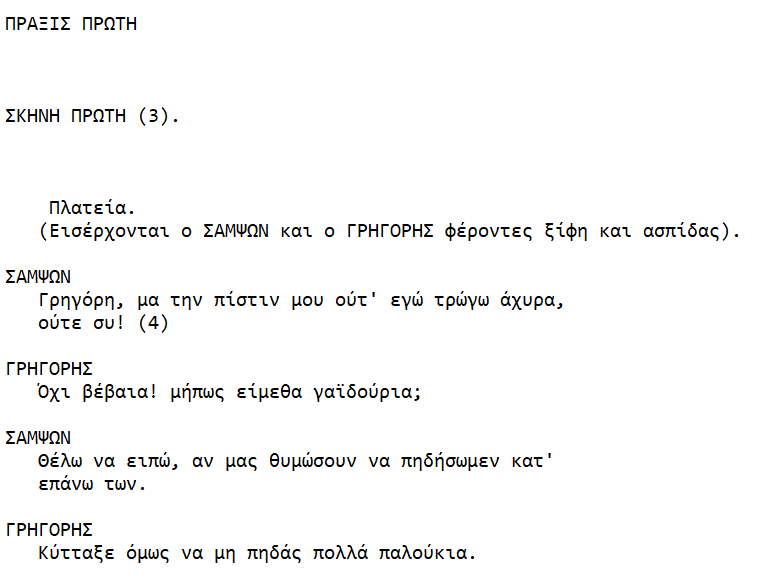 ΠΡΑΞΙΣ ΠΡΩΤΗ
ΣΚΗΝΗ ΠΡΩΤΗ (3).
Πλατεία.
(Εισέρχονται ο ΣΑΜΨΩΝ και ο ΓΡΗΓΟΡΗΣ φέροντες ξίφη και ασπίδας).
ΣΑΜΨΩΝ
Γρηγόρη, μα την πίστιν μου ούτ' εγώ τρώγω άχυρα,
ούτε συ! (4)
ΓΡΗΓΟΡΗΣ
Όχι βέβαια! μήπως είμεθα γαϊδούρια;
ΣΑΜΨΩΝ
Θέλω να ειπώ, αν μας θυμώσουν να πηδήσωμεν κατ'
επάνω των.
ΓΡΗΓΟΡΗΣ
Κύτταξε όμως να μη πηδάς πολλά παλούκια.